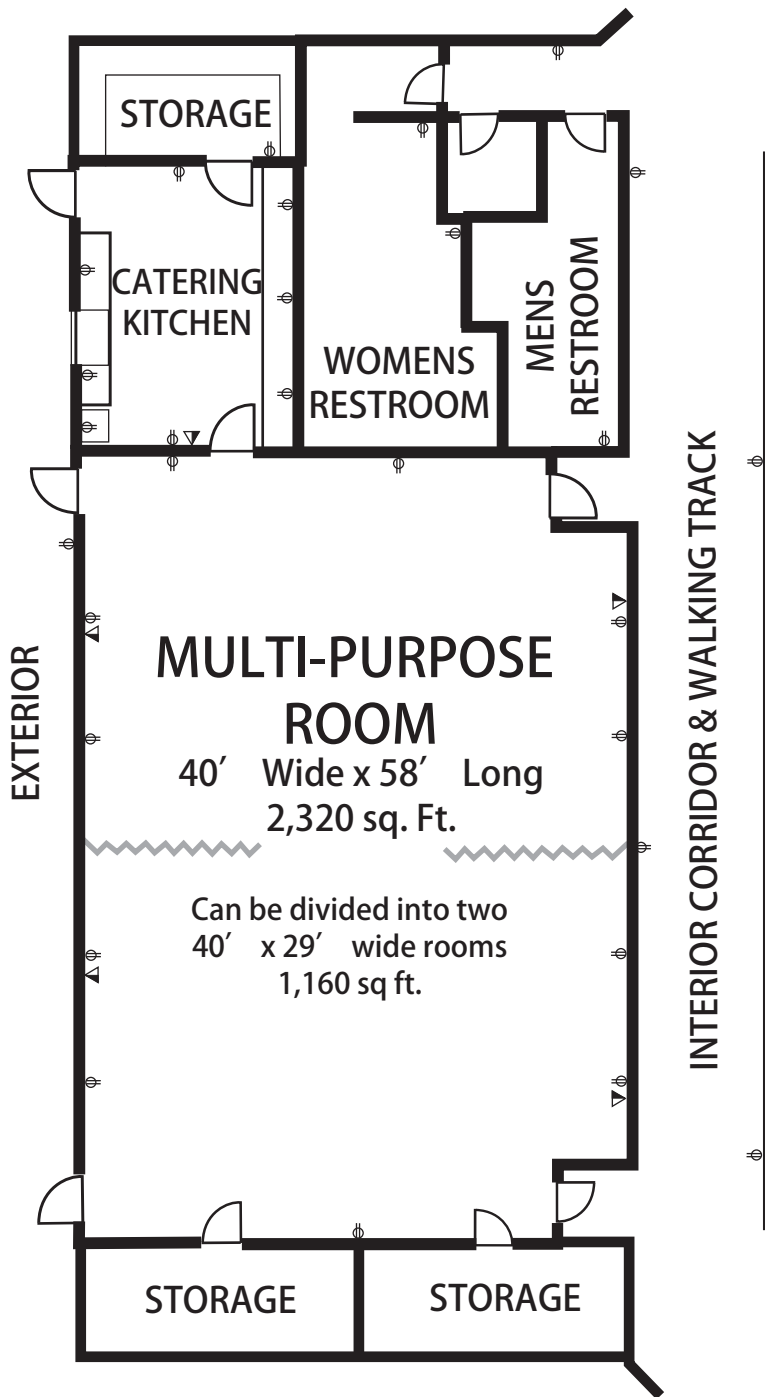 STORAGE
CATERING
KITCHEN
WOMENS
RESTROOM
MENS
RESTROOM
EXTERIOR
MULTI-PURPOSE
ROOM
40′ Wide x 58′ Long
2,320 sq. Ft.
Can be divided into two
40′ x 29′ wide rooms
1,160 sq ft.
INTERIOR CORRIDOR & WALKING TRACK
STORAGE
STORAGE